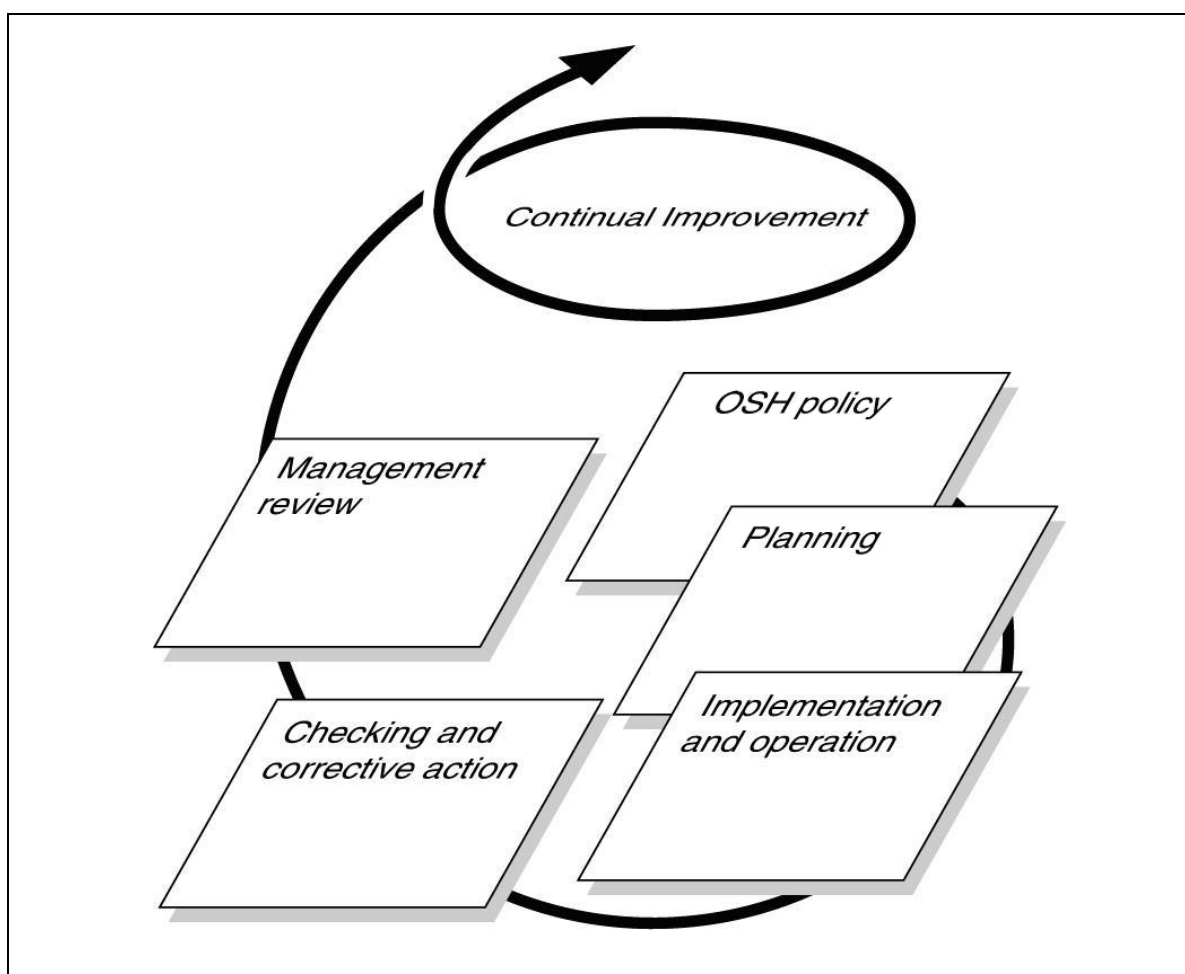 Continual Improvement
OSH policy
Management
review
Planning
Implementation
and operation
Checking and
corrective action